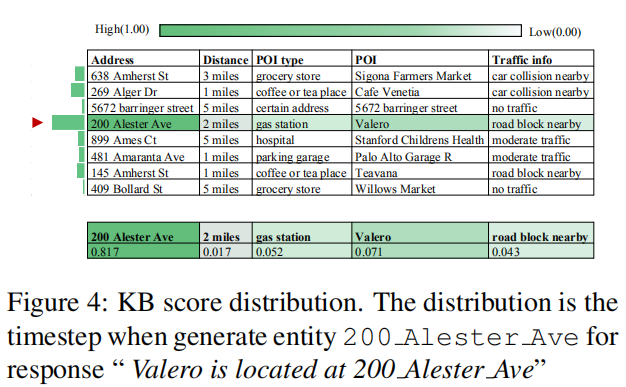 High(1.00) Low(0.00)
Address Distance POI type POI Traffic info
638 Amherst St 3 miles grocery store Sigona Farmers Market car collision nearby
269 Alger Dr 1 miles coffee or tea place Cafe Venetia car collision nearby
5672 barringer street 5 miles certain address 5672 barringer street no traffic
200 Alester Ave 2 miles gas station Valero road block nearby
899 Ames Ct 5 miles hospital Stanford Childrens Health moderate traffic
481 Amaranta Ave 1 miles parking garage Palo Alto Garage R moderate traffic
145 Amherst St 1 miles coffee or tea place Teavana road block nearby
409 Bollard St 5 miles grocery store Willows Market no traffic
200 Alester Ave 2 miles gas station Valero road block nearby
0.817 0.017 0.052 0.071 0.043
Figure 4: KB score distribution. The distribution is the
timestep when generate entity 200_Alester_Ave for
response “ Valero is located at 200_Alester_Ave”